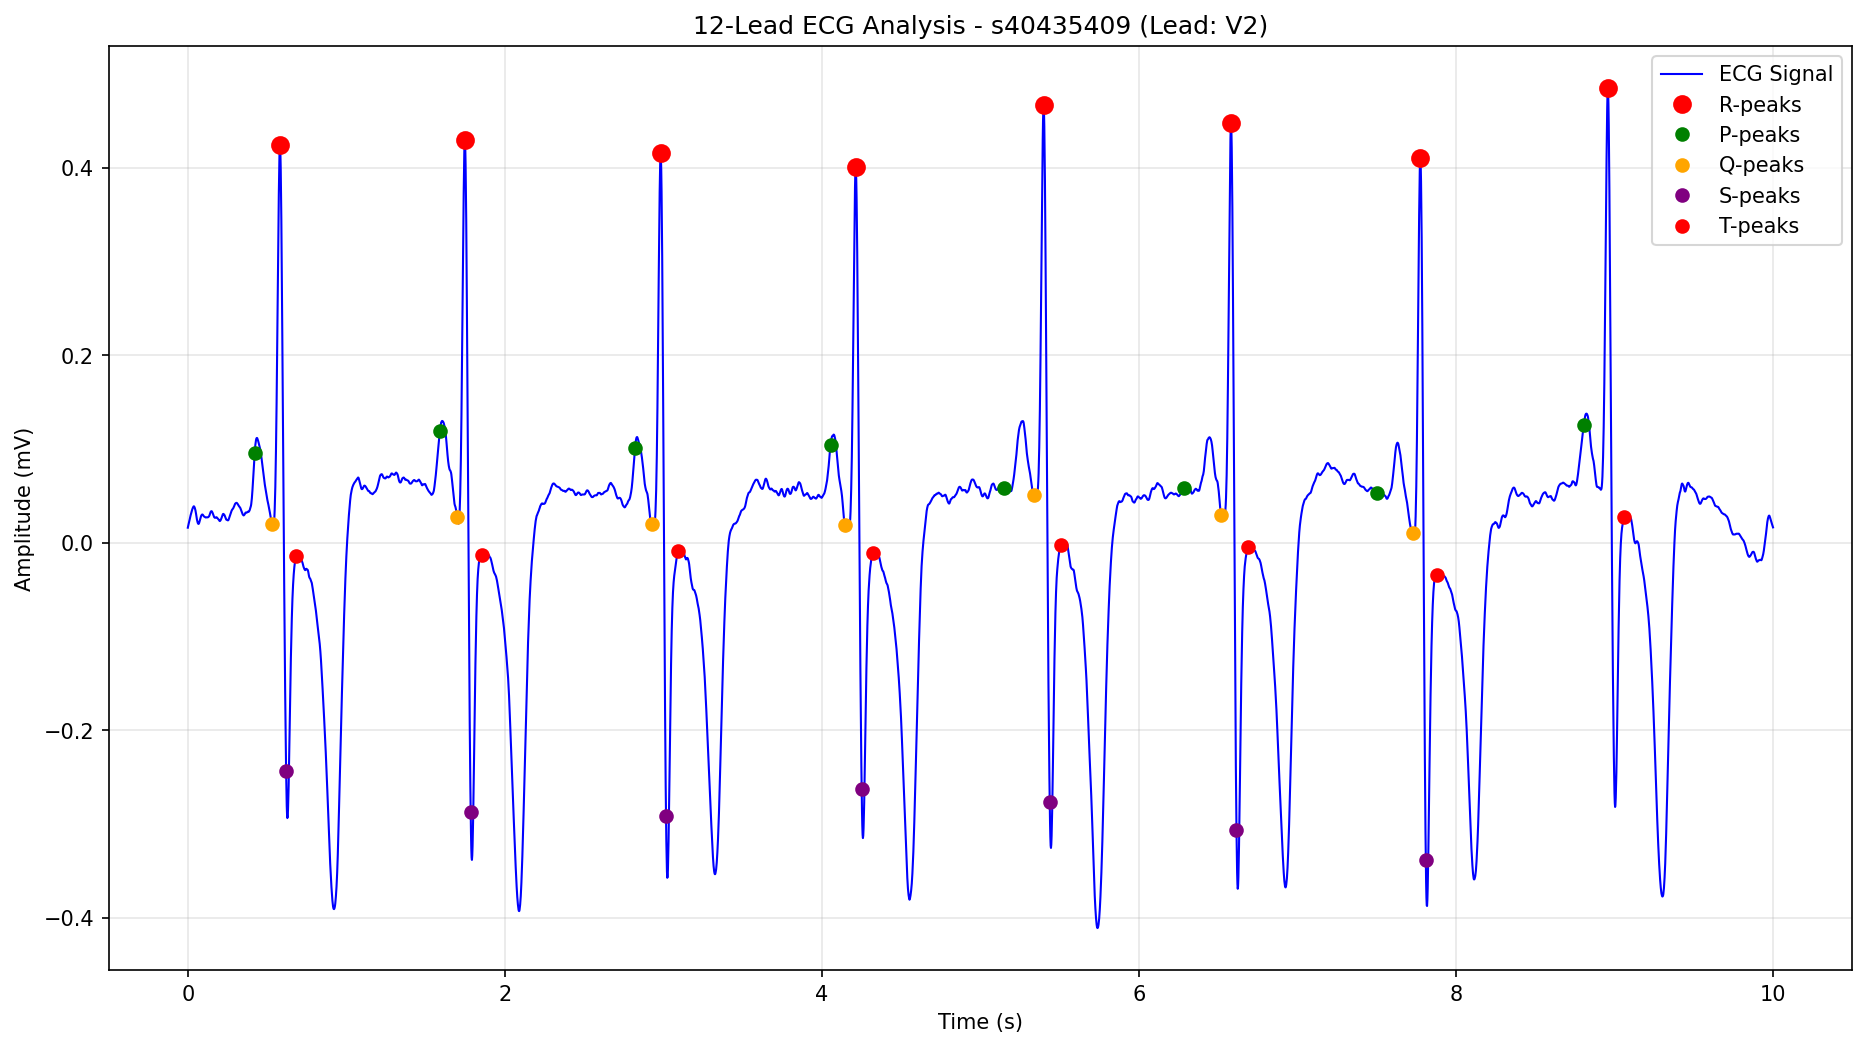 12-Lead ECG Analysis - s40435409 (Lead: V2)
ECG Signal
R-peaks
P-peaks
Q-peaks
S-peaks
T-peaks
Amplitude (mV)
0.4
0.2
0.0
−0.2
−0.4
0 2 4 6 8 10
Time (s)